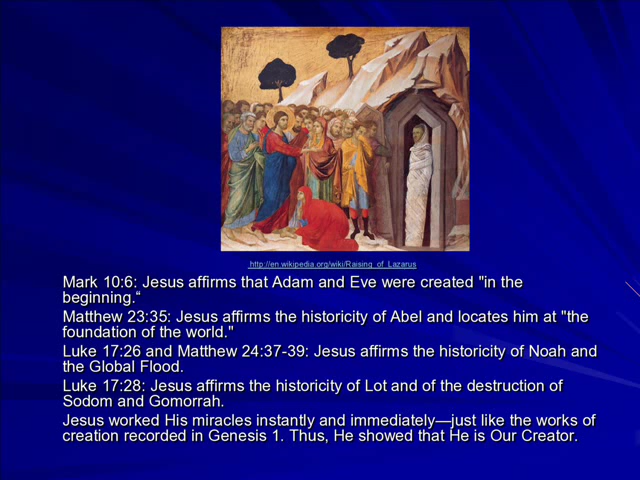 http://en.wikipedia.org/wiki/Raising_of_Lazarus
Mark 10:6: Jesus affirms that Adam and Eve were created "in the
beginning.“
Matthew 23:35: Jesus affirms the historicity of Abel and locates him at "the
foundation of the world."
Luke 17:26 and Matthew 24:37-39: Jesus affirms the historicity of Noah and
the Global Flood.
Luke 17:28: Jesus affirms the historicity of Lot and of the destruction of
Sodom and Gomorrah.
Jesus worked His miracles instantly and immediately—just like the works of
creation recorded in Genesis 1. Thus, He showed that He is Our Creator.